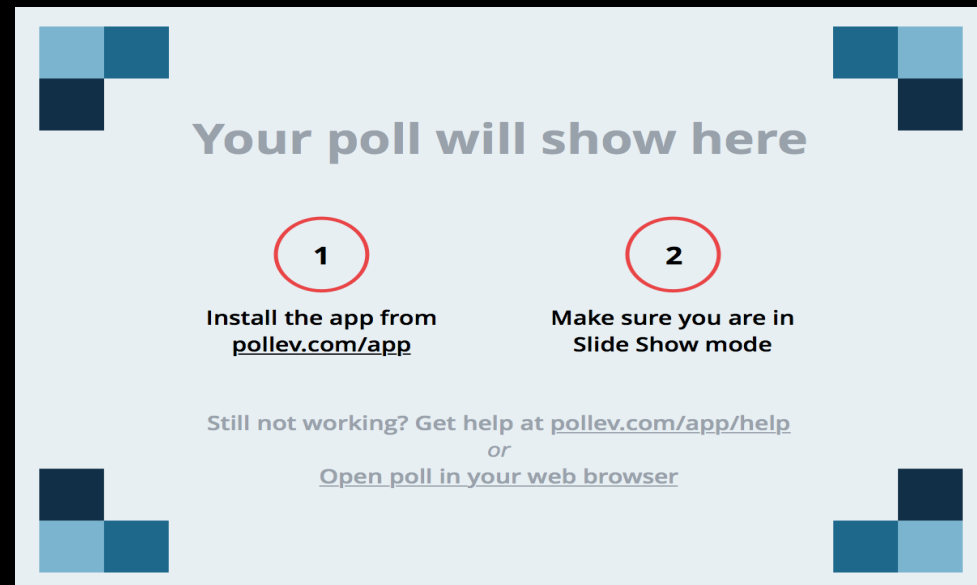 Your poll will show here
1
Install the app from
pollev.com/app
2
Make sure you are in
Slide Show mode
Still not working? Get help at pollev.com/app/help
or
Open poll in your web browser